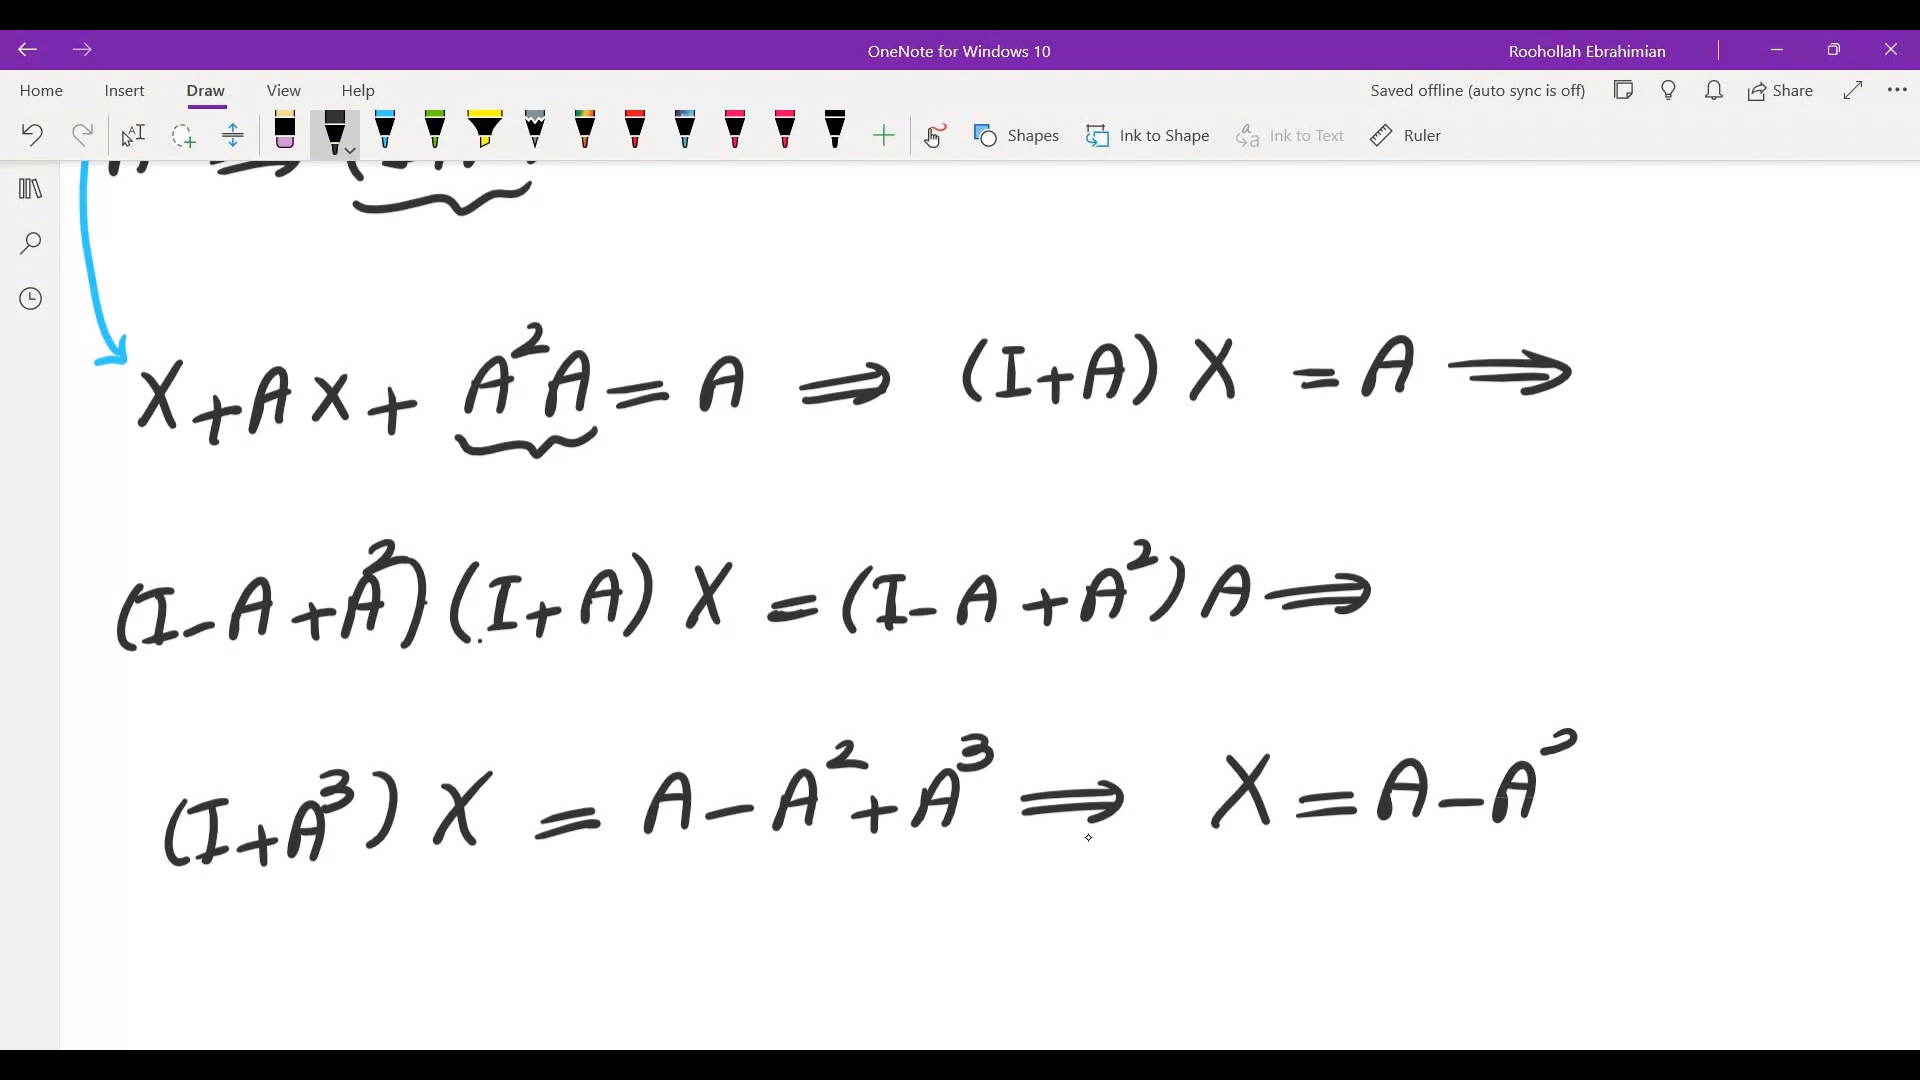 OneNote for Windows 10
Roohollah Ebrahimian
Home Insert Draw View Help
Saved offline (auto sync is off) Share
Shapes Ink to Shape Ink to Text Ruler
X + A X + A²A = A ⟹ (I + A) X = A ⟹
(I - A + A²) (I + A) X = (I - A + A²) A ⟹
(I + A³) X = A - A² + A³ ⟹ X = A - A²